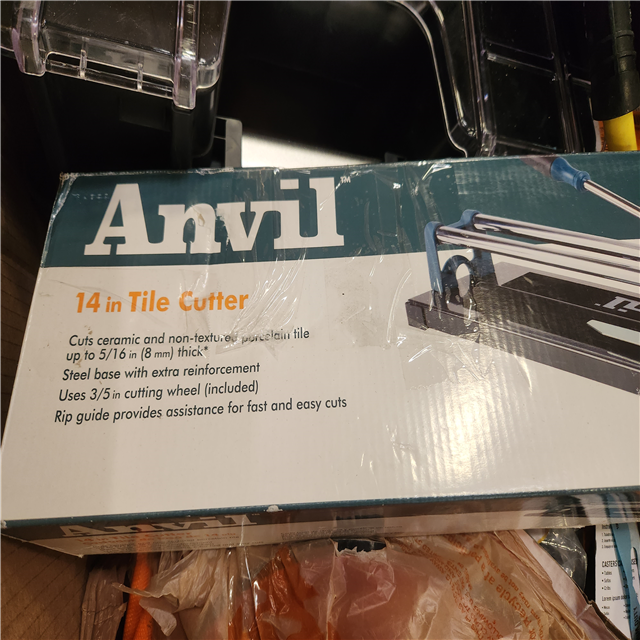 Anvil™
14 in Tile Cutter
Cuts ceramic and non-textured porcelain tile
up to 5/16 in (8 mm) thick*
Steel base with extra reinforcement
Uses 3/5 in cutting wheel (included)
Rip guide provides assistance for fast and easy cuts
Anvil